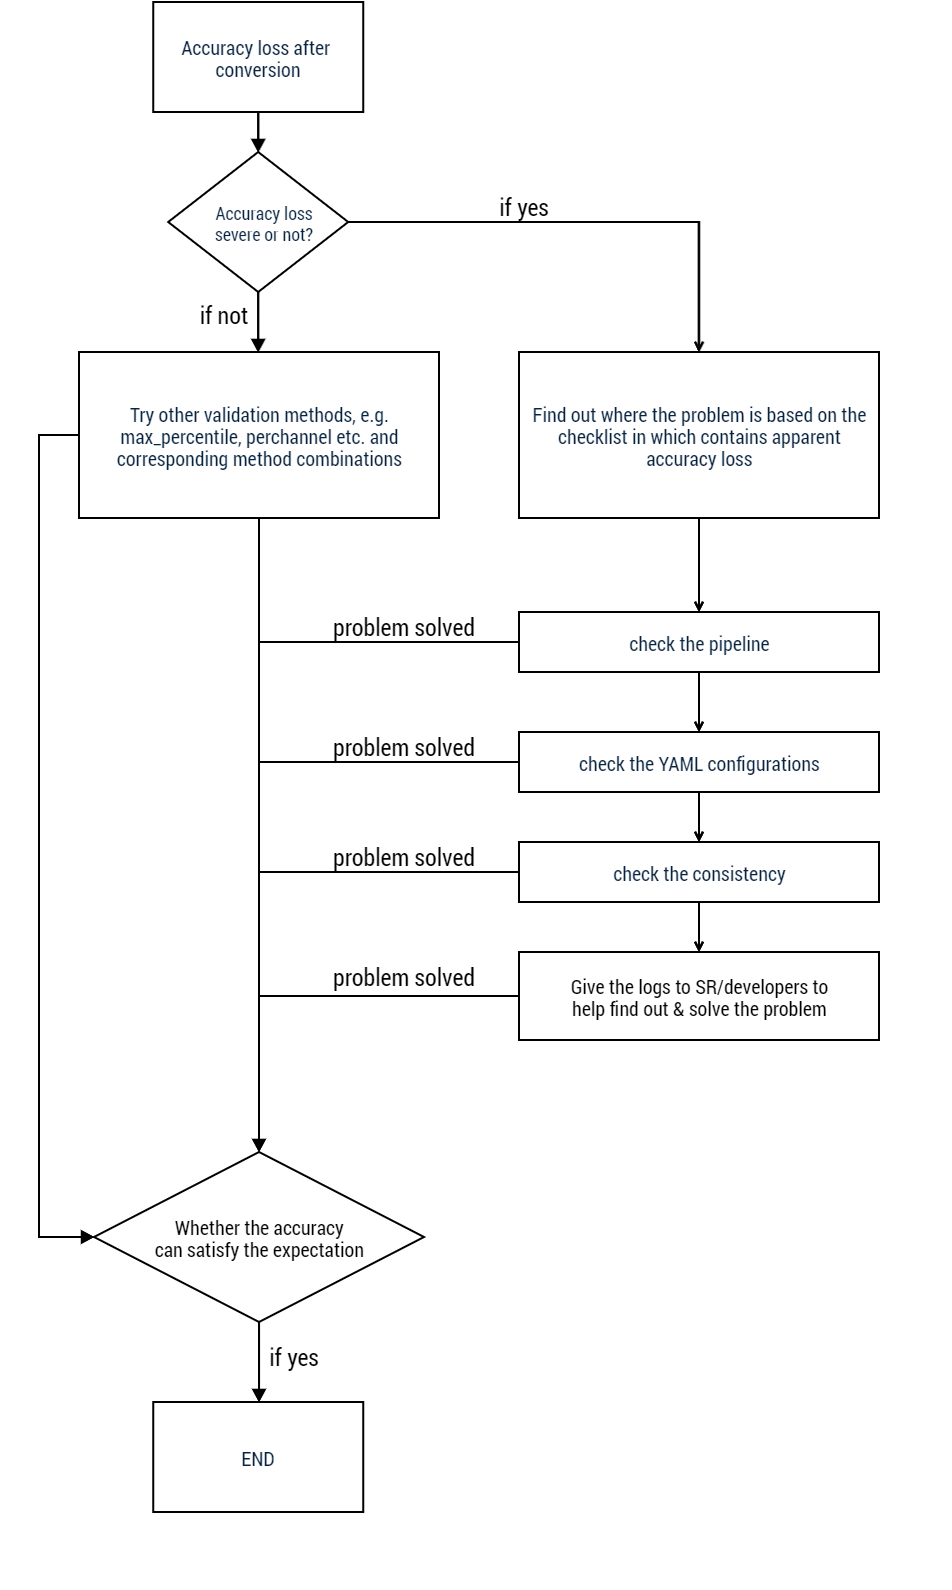 Accuracy loss after
conversion
Accuracy loss
severe or not?
if yes
if not
Try other validation methods, e.g.
max_percentile, perchannel etc. and
corresponding method combinations
Find out where the problem is based on the
checklist in which contains apparent
accuracy loss
problem solved
check the pipeline
problem solved
check the YAML configurations
problem solved
check the consistency
problem solved
Give the logs to SR/developers to
help find out & solve the problem
Whether the accuracy
can satisfy the expectation
if yes
END